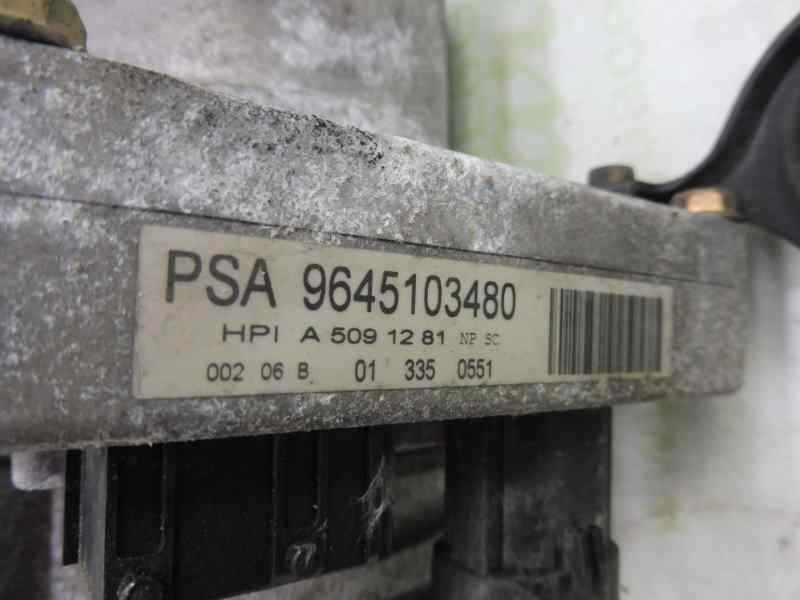 PSA 9645103480
HPI A 509 12 81 NP SC
002 06 B 01 335 0551